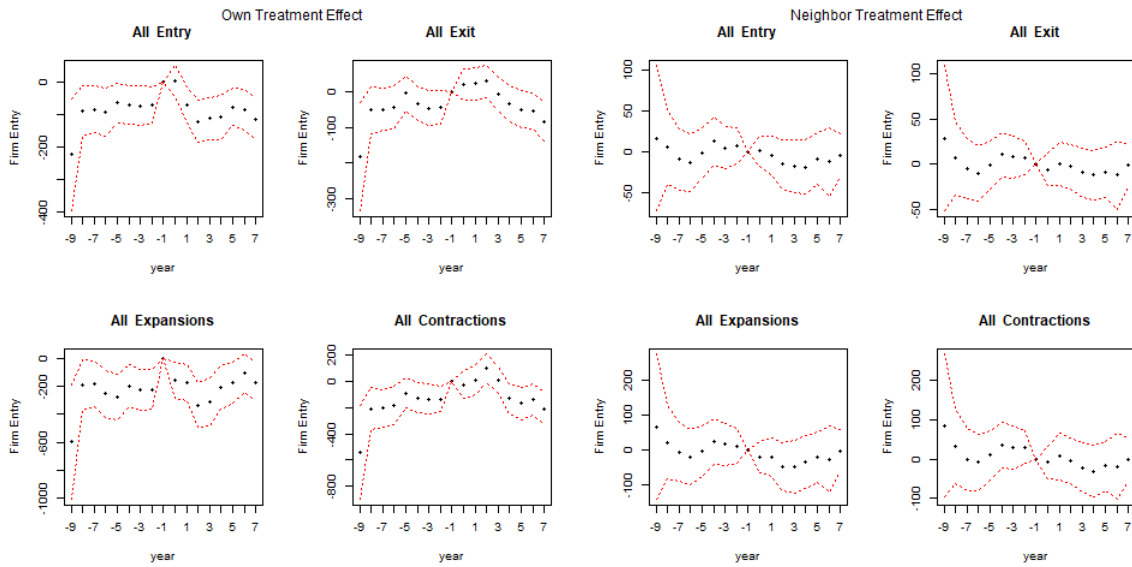 Own Treatment Effect
Neighbor Treatment Effect
All Entry
Firm Entry
0
-200
-400
-9 -7 -5 -3 -1 1 3 5 7
year
All Exit
Firm Entry
0
-100
-300
-9 -7 -5 -3 -1 1 3 5 7
year
All Entry
Firm Entry
100
50
0
-50
-9 -7 -5 -3 -1 1 3 5 7
year
All Exit
Firm Entry
100
50
0
-50
-9 -7 -5 -3 -1 1 3 5 7
year
All Expansions
Firm Entry
0
-200
-600
-1000
-9 -7 -5 -3 -1 1 3 5 7
year
All Contractions
Firm Entry
200
0
-400
-800
-9 -7 -5 -3 -1 1 3 5 7
year
All Expansions
Firm Entry
200
100
0
-100
-9 -7 -5 -3 -1 1 3 5 7
year
All Contractions
Firm Entry
200
100
0
-100
-9 -7 -5 -3 -1 1 3 5 7
year